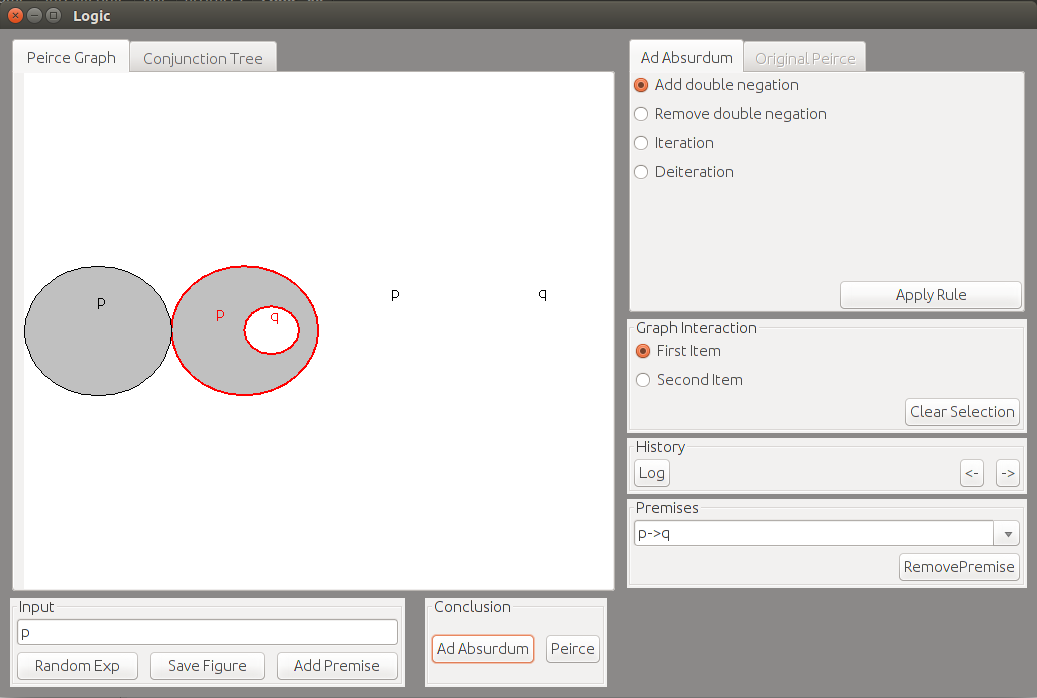 Logic
Peirce Graph
Conjunction Tree
p
p
q
p
q
Ad Absurdum
Original Peirce
Add double negation
Remove double negation
Iteration
Deiteration
Apply Rule
Graph Interaction
First Item
Second Item
Clear Selection
History
Log
<-
->
Premises
p->q
RemovePremise
Input
p
Random Exp
Save Figure
Add Premise
Conclusion
Ad Absurdum
Peirce